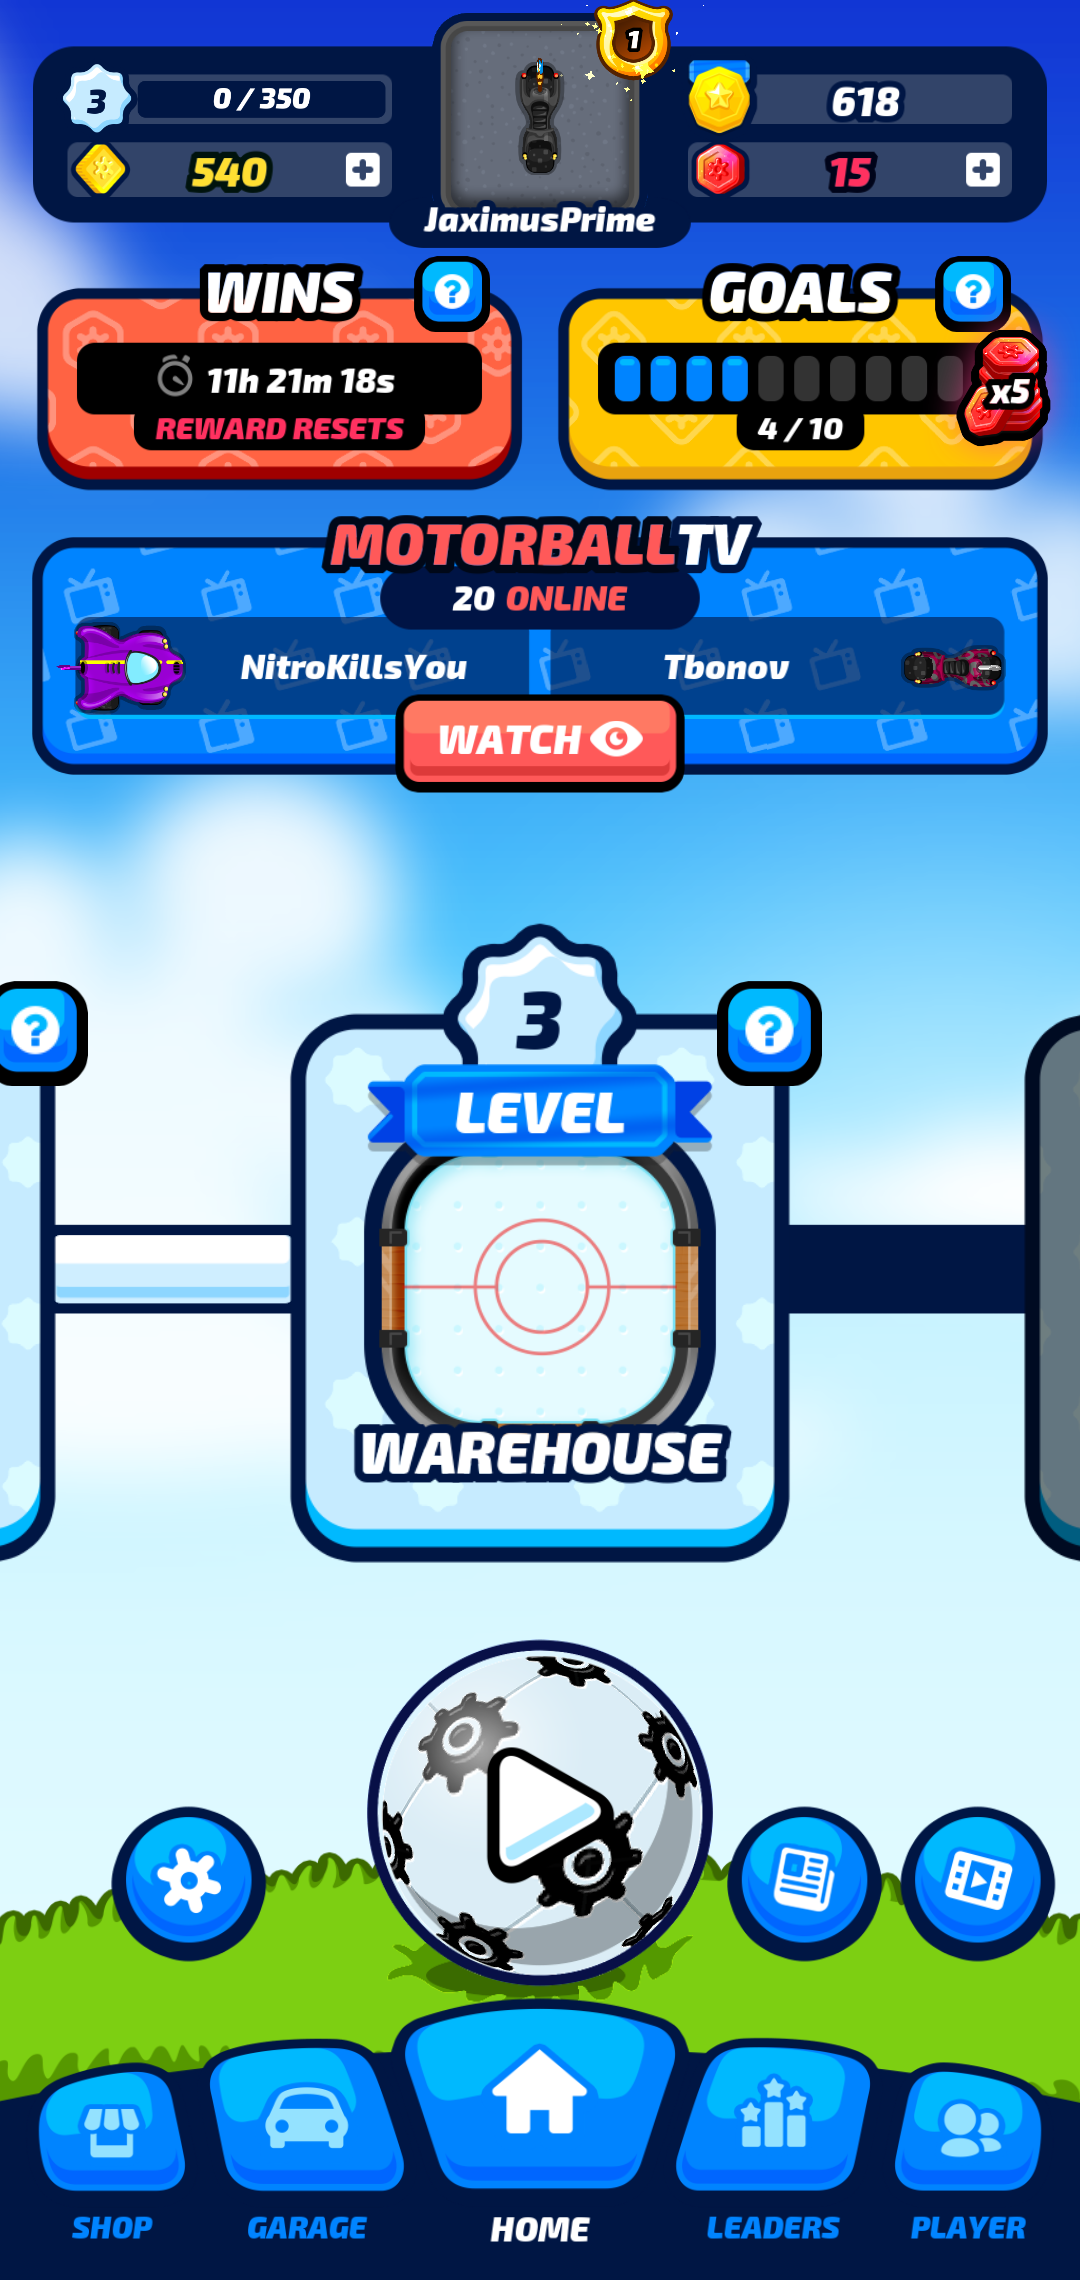 1
3
0 / 350
618
540
15
JaximusPrime
WINS
GOALS
11h 21m 18s
REWARD RESETS
x5
4 / 10
MOTORBALLTV
20 ONLINE
NitroKillsYou
Tbonov
WATCH
3
LEVEL
WAREHOUSE
SHOP
GARAGE
HOME
LEADERS
PLAYER